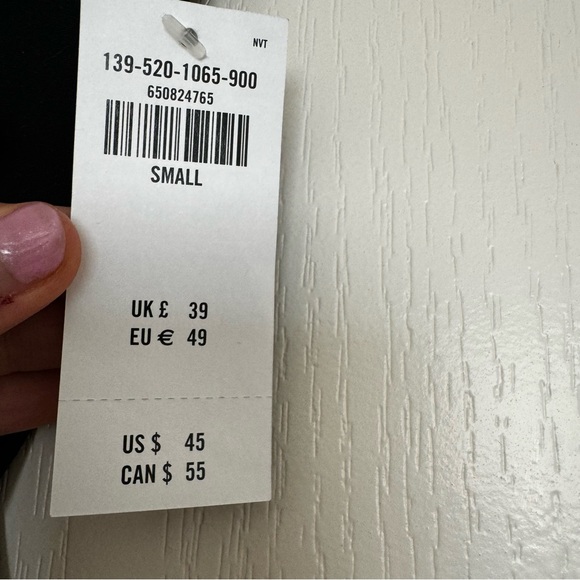 NVT
139-520-1065-900
650824765
SMALL
UK £ 39
EU € 49
US $ 45
CAN $ 55